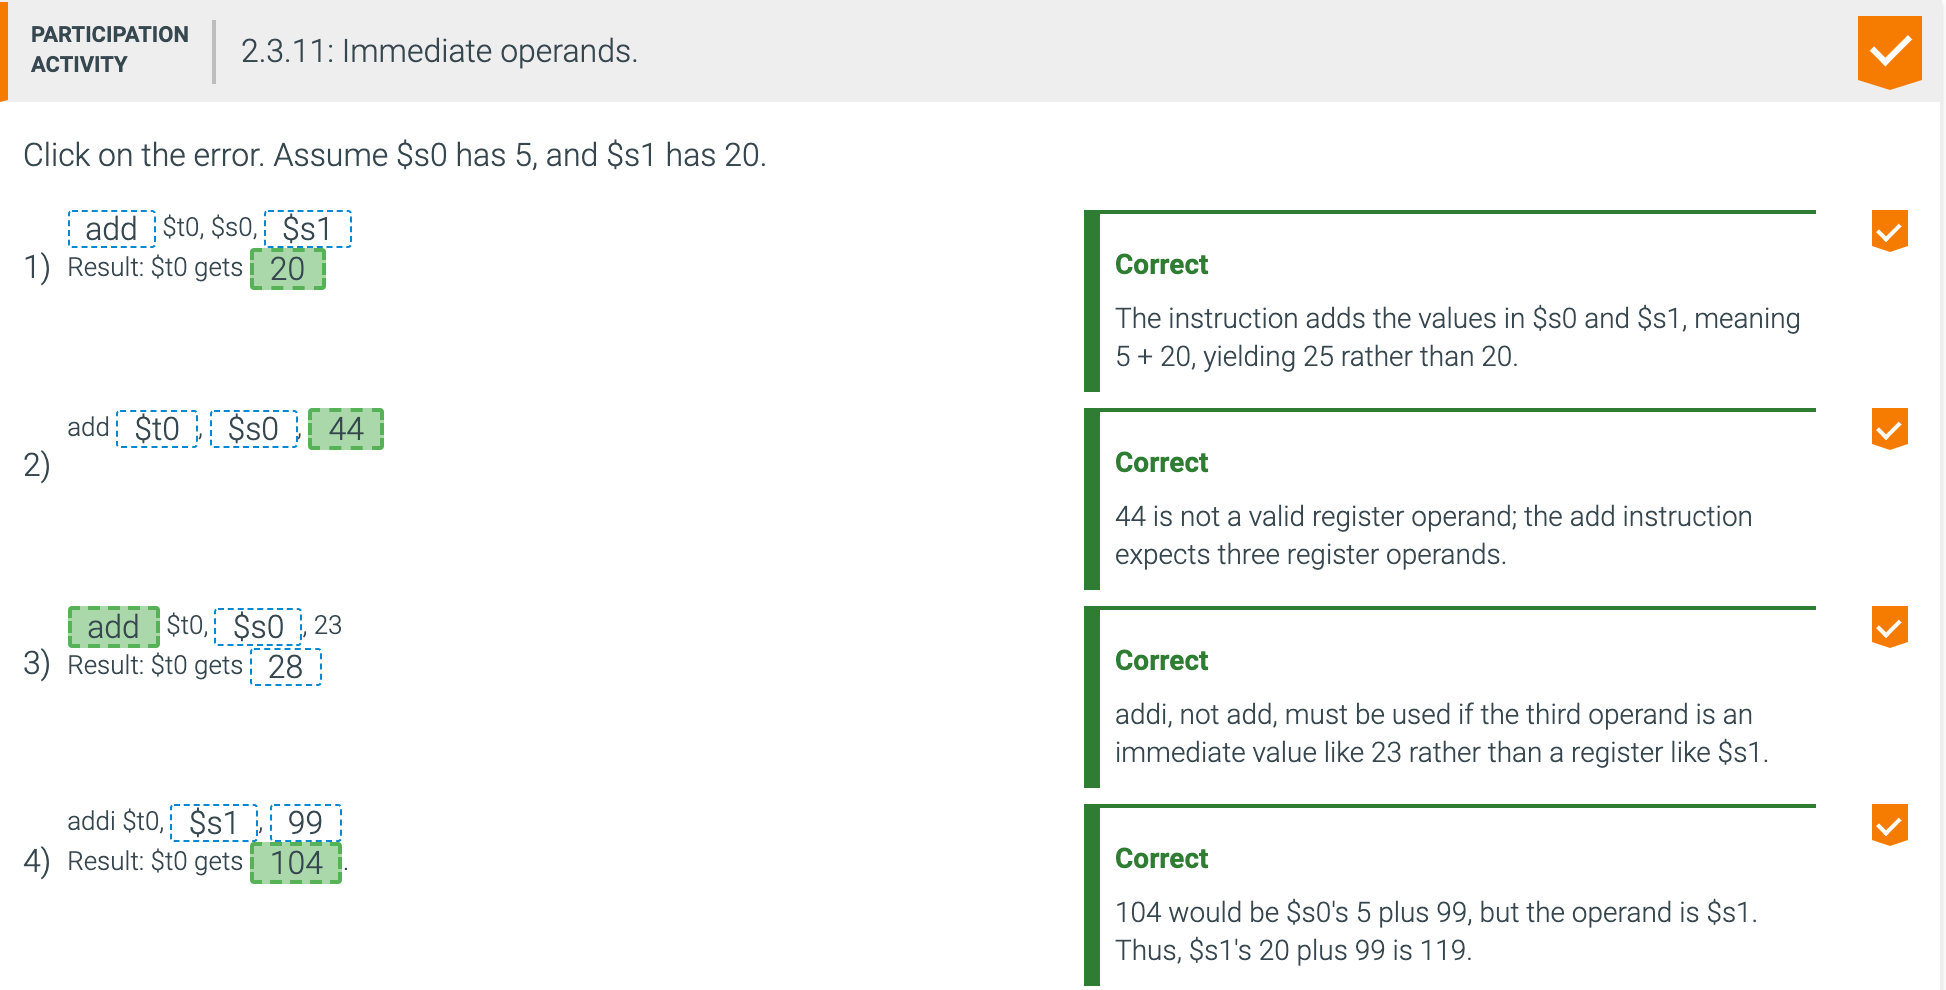 PARTICIPATION
ACTIVITY
2.3.11: Immediate operands.
Click on the error. Assume $s0 has 5, and $s1 has 20.
1)
add $t0, $s0, $s1
Result: $t0 gets 20
Correct
The instruction adds the values in $s0 and $s1, meaning
5 + 20, yielding 25 rather than 20.
2)
add $t0, $s0, 44
Correct
44 is not a valid register operand; the add instruction
expects three register operands.
3)
add $t0, $s0, 23
Result: $t0 gets 28
Correct
addi, not add, must be used if the third operand is an
immediate value like 23 rather than a register like $s1.
4)
addi $t0, $s1, 99
Result: $t0 gets 104.
Correct
104 would be $s0's 5 plus 99, but the operand is $s1.
Thus, $s1's 20 plus 99 is 119.